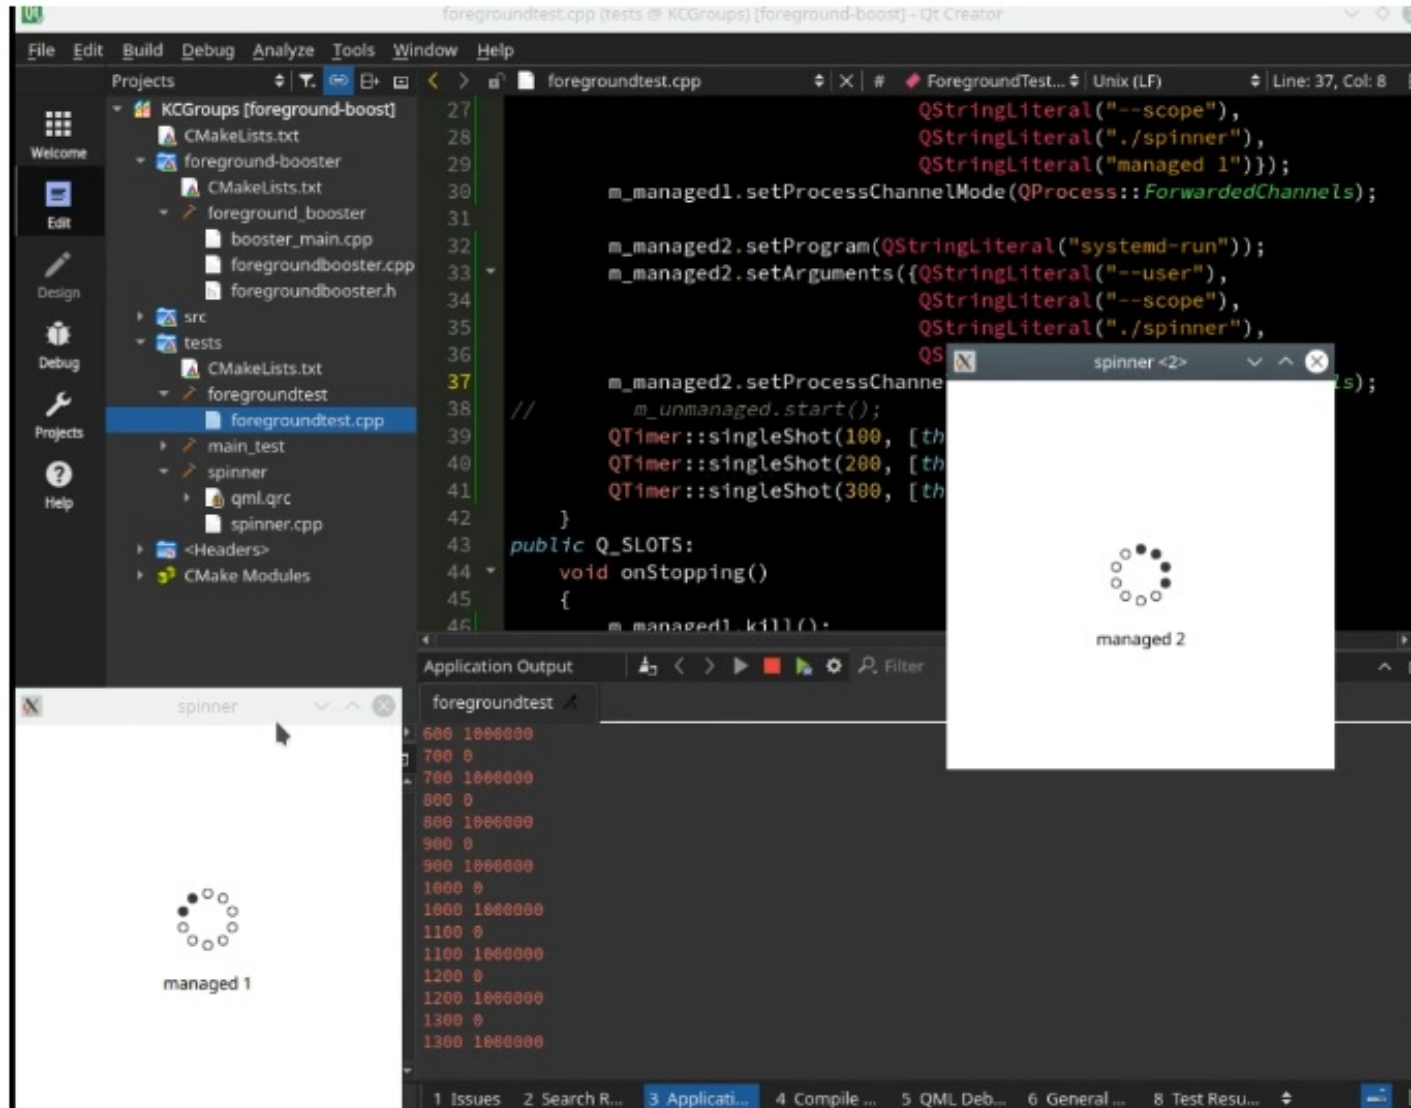 foregroundtest.cpp (tests @ KCGroups) [foreground-boost] - Qt Creator
File Edit Build Debug Analyze Tools Window Help
Projects
foregroundtest.cpp
#
ForegroundTest...
Unix (LF)
Line: 37, Col: 8
Welcome
Edit
Design
Debug
Projects
Help
KCGroups [foreground-boost]
CMakeLists.txt
foreground-booster
CMakeLists.txt
foreground_booster
booster_main.cpp
foregroundbooster.cpp
foregroundbooster.h
src
tests
CMakeLists.txt
foregroundtest
foregroundtest.cpp
main_test
spinner
qml.qrc
spinner.cpp
<Headers>
CMake Modules
27 QStringLiteral("--scope"),
28 QStringLiteral("./spinner"),
29 QStringLiteral("managed 1")});
30 m_managed1.setProcessChannelMode(QProcess::ForwardedChannels);
31
32 m_managed2.setProgram(QStringLiteral("systemd-run"));
33 m_managed2.setArguments({QStringLiteral("--user"),
34 QStringLiteral("--scope"),
35 QStringLiteral("./spinner"),
36 QS
37 m_managed2.setProcessChanne ls);
38 // m_unmanaged.start();
39 QTimer::singleShot(100, [th
40 QTimer::singleShot(200, [th
41 QTimer::singleShot(300, [th
42 }
43 public Q_SLOTS:
44 void onStopping()
45 {
46 m_managed1.kill();
spinner <2>
managed 2
Application Output
Filter
foregroundtest
600 1000000
700 0
700 1000000
800 0
800 1000000
900 0
900 1000000
1000 0
1000 1000000
1100 0
1100 1000000
1200 0
1200 1000000
1300 0
1300 1000000
spinner
managed 1
1 Issues 2 Search R... 3 Applicati... 4 Compile ... 5 QML Deb... 6 General ... 8 Test Resu...